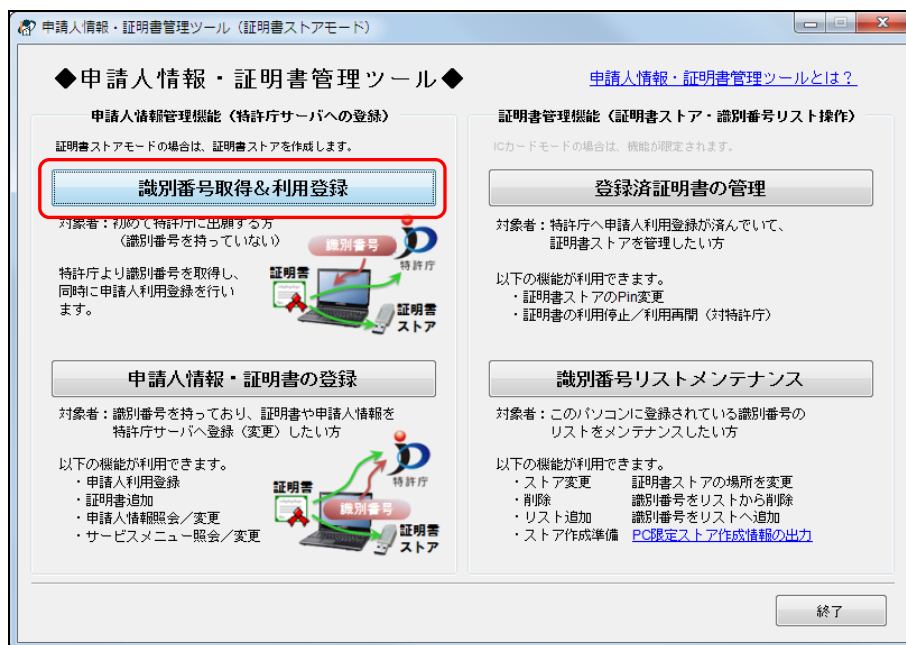 申請人情報・証明書管理ツール（証明書ストアモード）
◆申請人情報・証明書管理ツール◆
申請人情報・証明書管理ツールとは？
申請人情報管理機能（特許庁サーバへの登録）
証明書ストアモードの場合は、証明書ストアを作成します。
識別番号取得&利用登録
対象者：初めて特許庁に出願する方
（識別番号を持っていない）
特許庁より識別番号を取得し、
同時に申請人利用登録を行い
ます。
識別番号
特許庁
証明書
証明書
ストア
申請人情報・証明書の登録
対象者：識別番号を持っており、証明書や申請人情報を
特許庁サーバへ登録（変更）したい方
以下の機能が利用できます。
・申請人利用登録
・証明書追加
・申請人情報照会／変更
・サービスメニュー照会／変更
特許庁
証明書
識別番号
証明書
ストア
証明書管理機能（証明書ストア・識別番号リスト操作）
ICカードモードの場合は、機能が限定されます。
登録済証明書の管理
対象者：特許庁へ申請人利用登録が済んでいて、
証明書ストアを管理したい方
以下の機能が利用できます。
・証明書ストアのPin変更
・証明書の利用停止／利用再開（対特許庁）
識別番号リストメンテナンス
対象者：このパソコンに登録されている識別番号の
リストをメンテナンスしたい方
以下の機能が利用できます。
・ストア変更　証明書ストアの場所を変更
・削除　識別番号をリストから削除
・リスト追加　識別番号をリストへ追加
・ストア作成準備　PC限定ストア作成情報の出力
終了